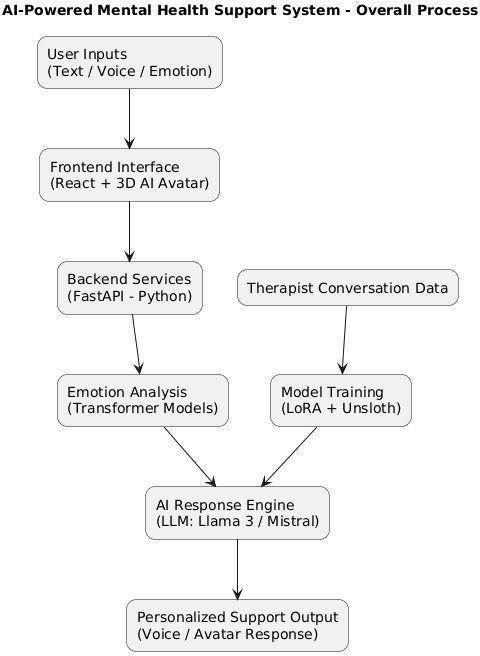 AI-Powered Mental Health Support System - Overall Process
User Inputs
(Text / Voice / Emotion)
Frontend Interface
(React + 3D AI Avatar)
Backend Services
(FastAPI - Python)
Therapist Conversation Data
Emotion Analysis
(Transformer Models)
Model Training
(LoRA + Unsloth)
AI Response Engine
(LLM: Llama 3 / Mistral)
Personalized Support Output
(Voice / Avatar Response)